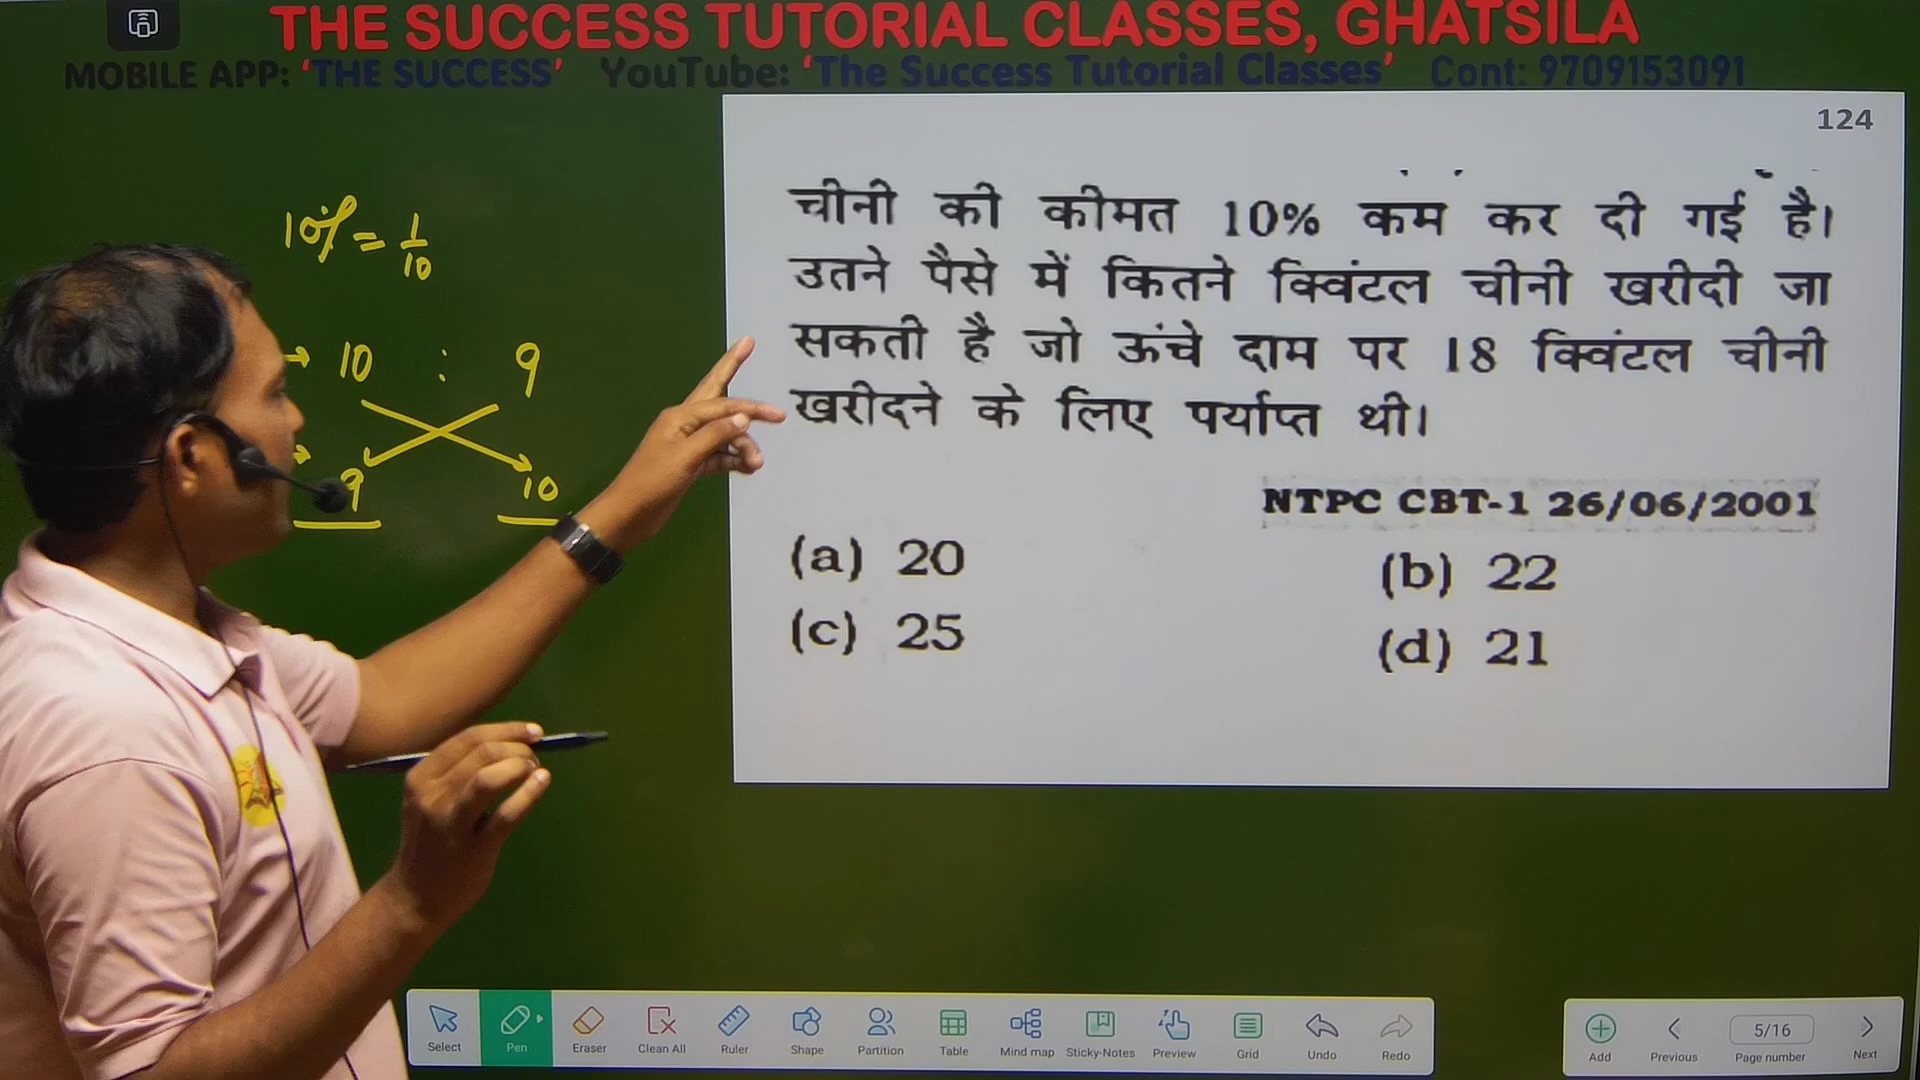 THE SUCCESS TUTORIAL CLASSES, GHATSILA
MOBILE APP: 'THE SUCCESS' YouTube: 'The Success Tutorial Classes' Cont: 9709153091
124
10% = 1/10
→ 10 : 9
→ 9 10
चीनी की कीमत 10% कम कर दी गई है।
उतने पैसे में कितने क्विंटल चीनी खरीदी जा
सकती है जो ऊंचे दाम पर 18 क्विंटल चीनी
खरीदने के लिए पर्याप्त थी।
NTPC CBT-1 26/06/2001
(a) 20 (b) 22
(c) 25 (d) 21
Select Pen Eraser Clean All Ruler Shape Partition Table Mind map Sticky-Notes Preview Grid Undo Redo
5/16
Add Previous Page number Next